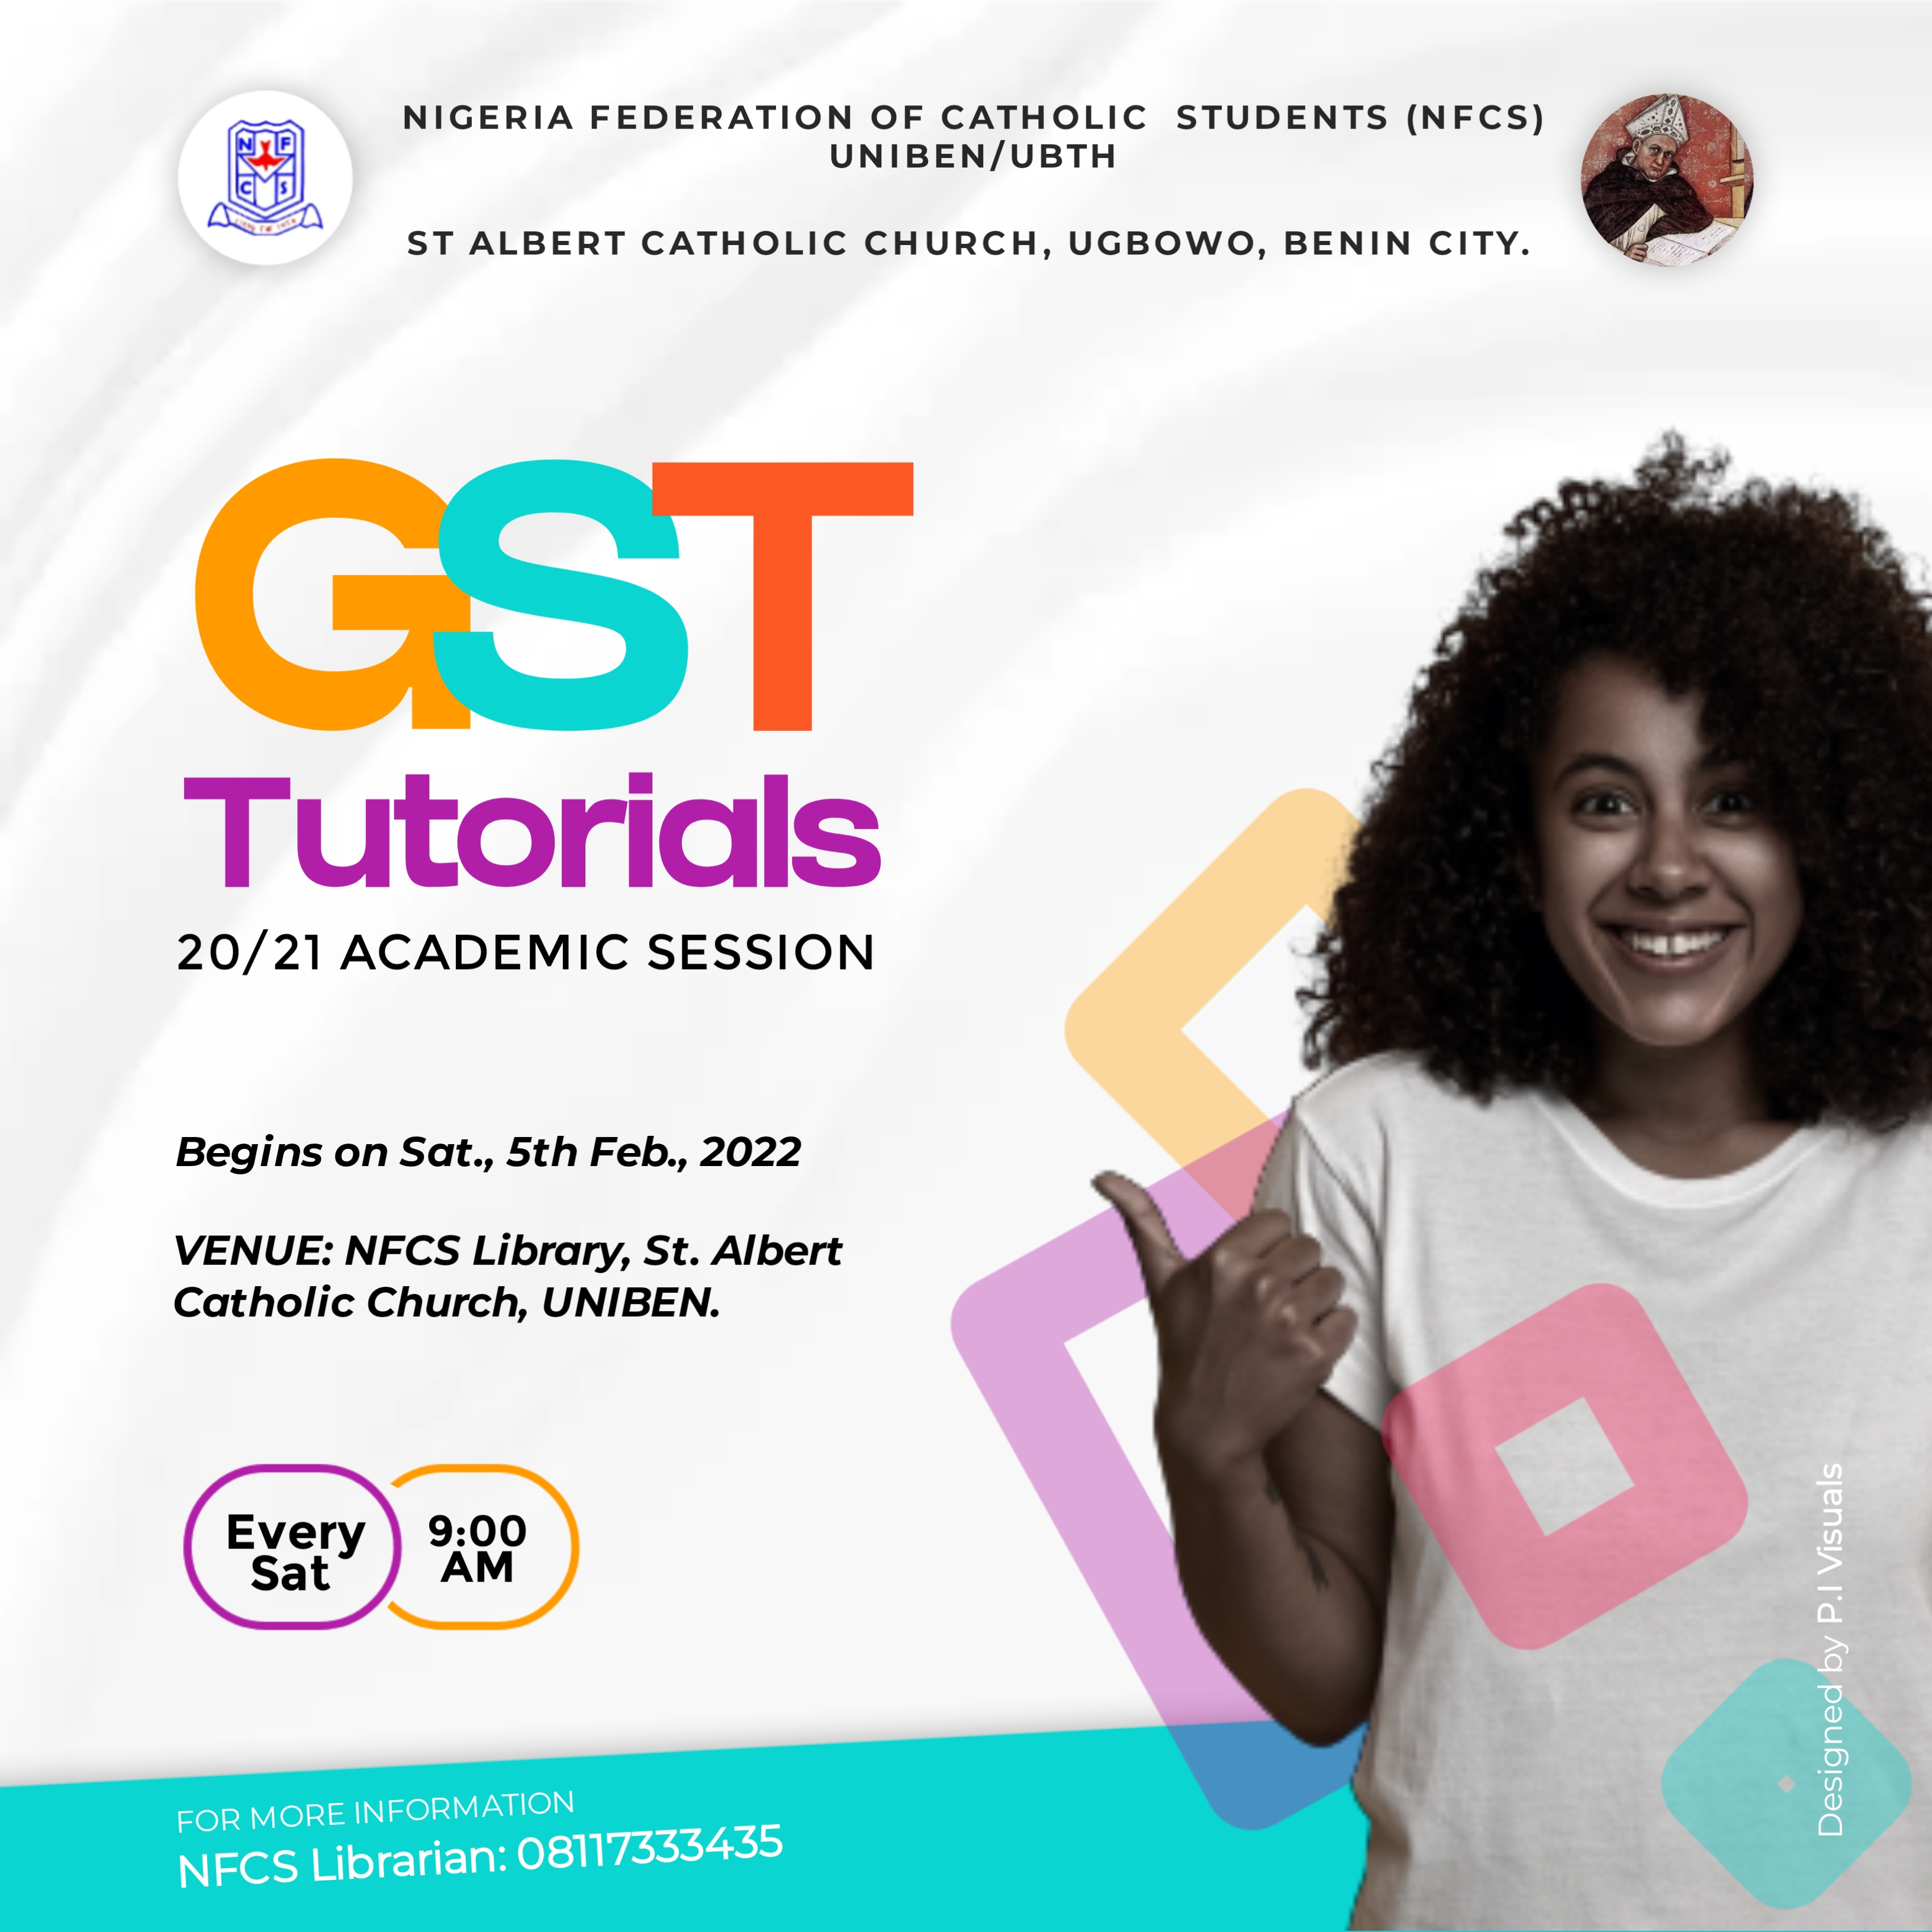 NIGERIA FEDERATION OF CATHOLIC STUDENTS (NFCS)
UNIBEN/UBTH
ST ALBERT CATHOLIC CHURCH, UGBOWO, BENIN CITY.
N F
C S
GST
Tutorials
20/21 ACADEMIC SESSION
Begins on Sat., 5th Feb., 2022
VENUE: NFCS Library, St. Albert
Catholic Church, UNIBEN.
Every
Sat
9:00
AM
FOR MORE INFORMATION
NFCS Librarian: 08117333435
Designed by P.I Visuals